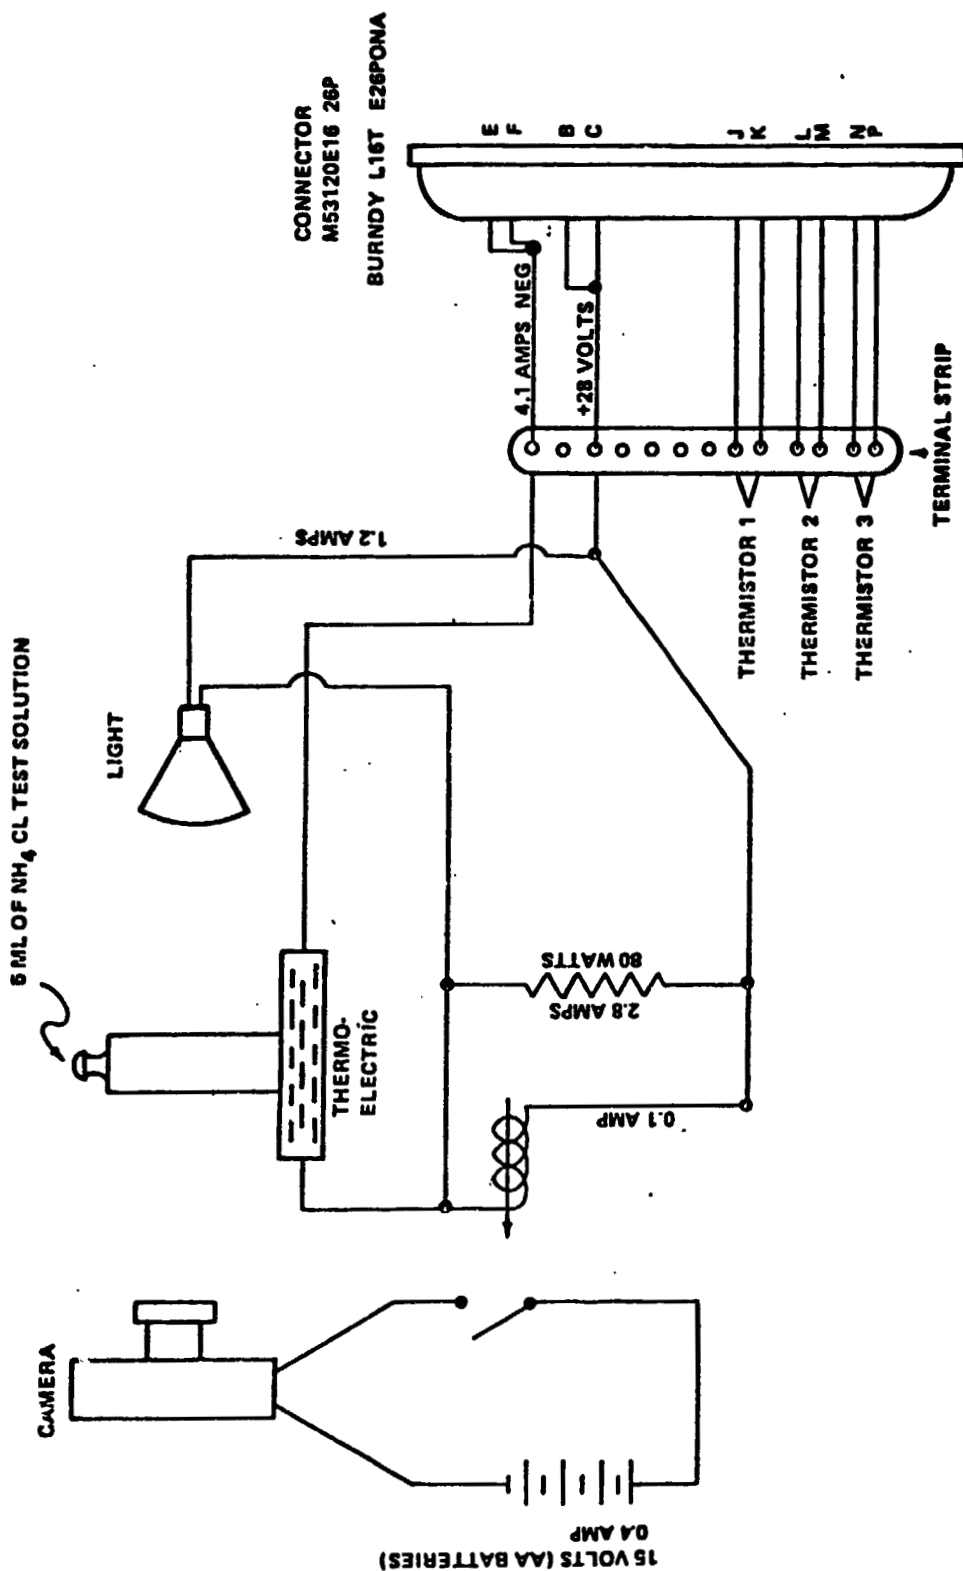 CONNECTOR
M53120E16 26P
BURNDY L16T E26PONA
E
F
B
C
J
K
L
M
N
P
4.1 AMPS NEG
+28 VOLTS
TERMINAL STRIP
THERMISTOR 1
THERMISTOR 2
THERMISTOR 3
1.2 AMPS
LIGHT
5 ML OF NH4 CL TEST SOLUTION
THERMO-
ELECTRIC
80 WATTS
2.8 AMPS
0.1 AMP
CAMERA
15 VOLTS (AA BATTERIES)
0.4 AMP